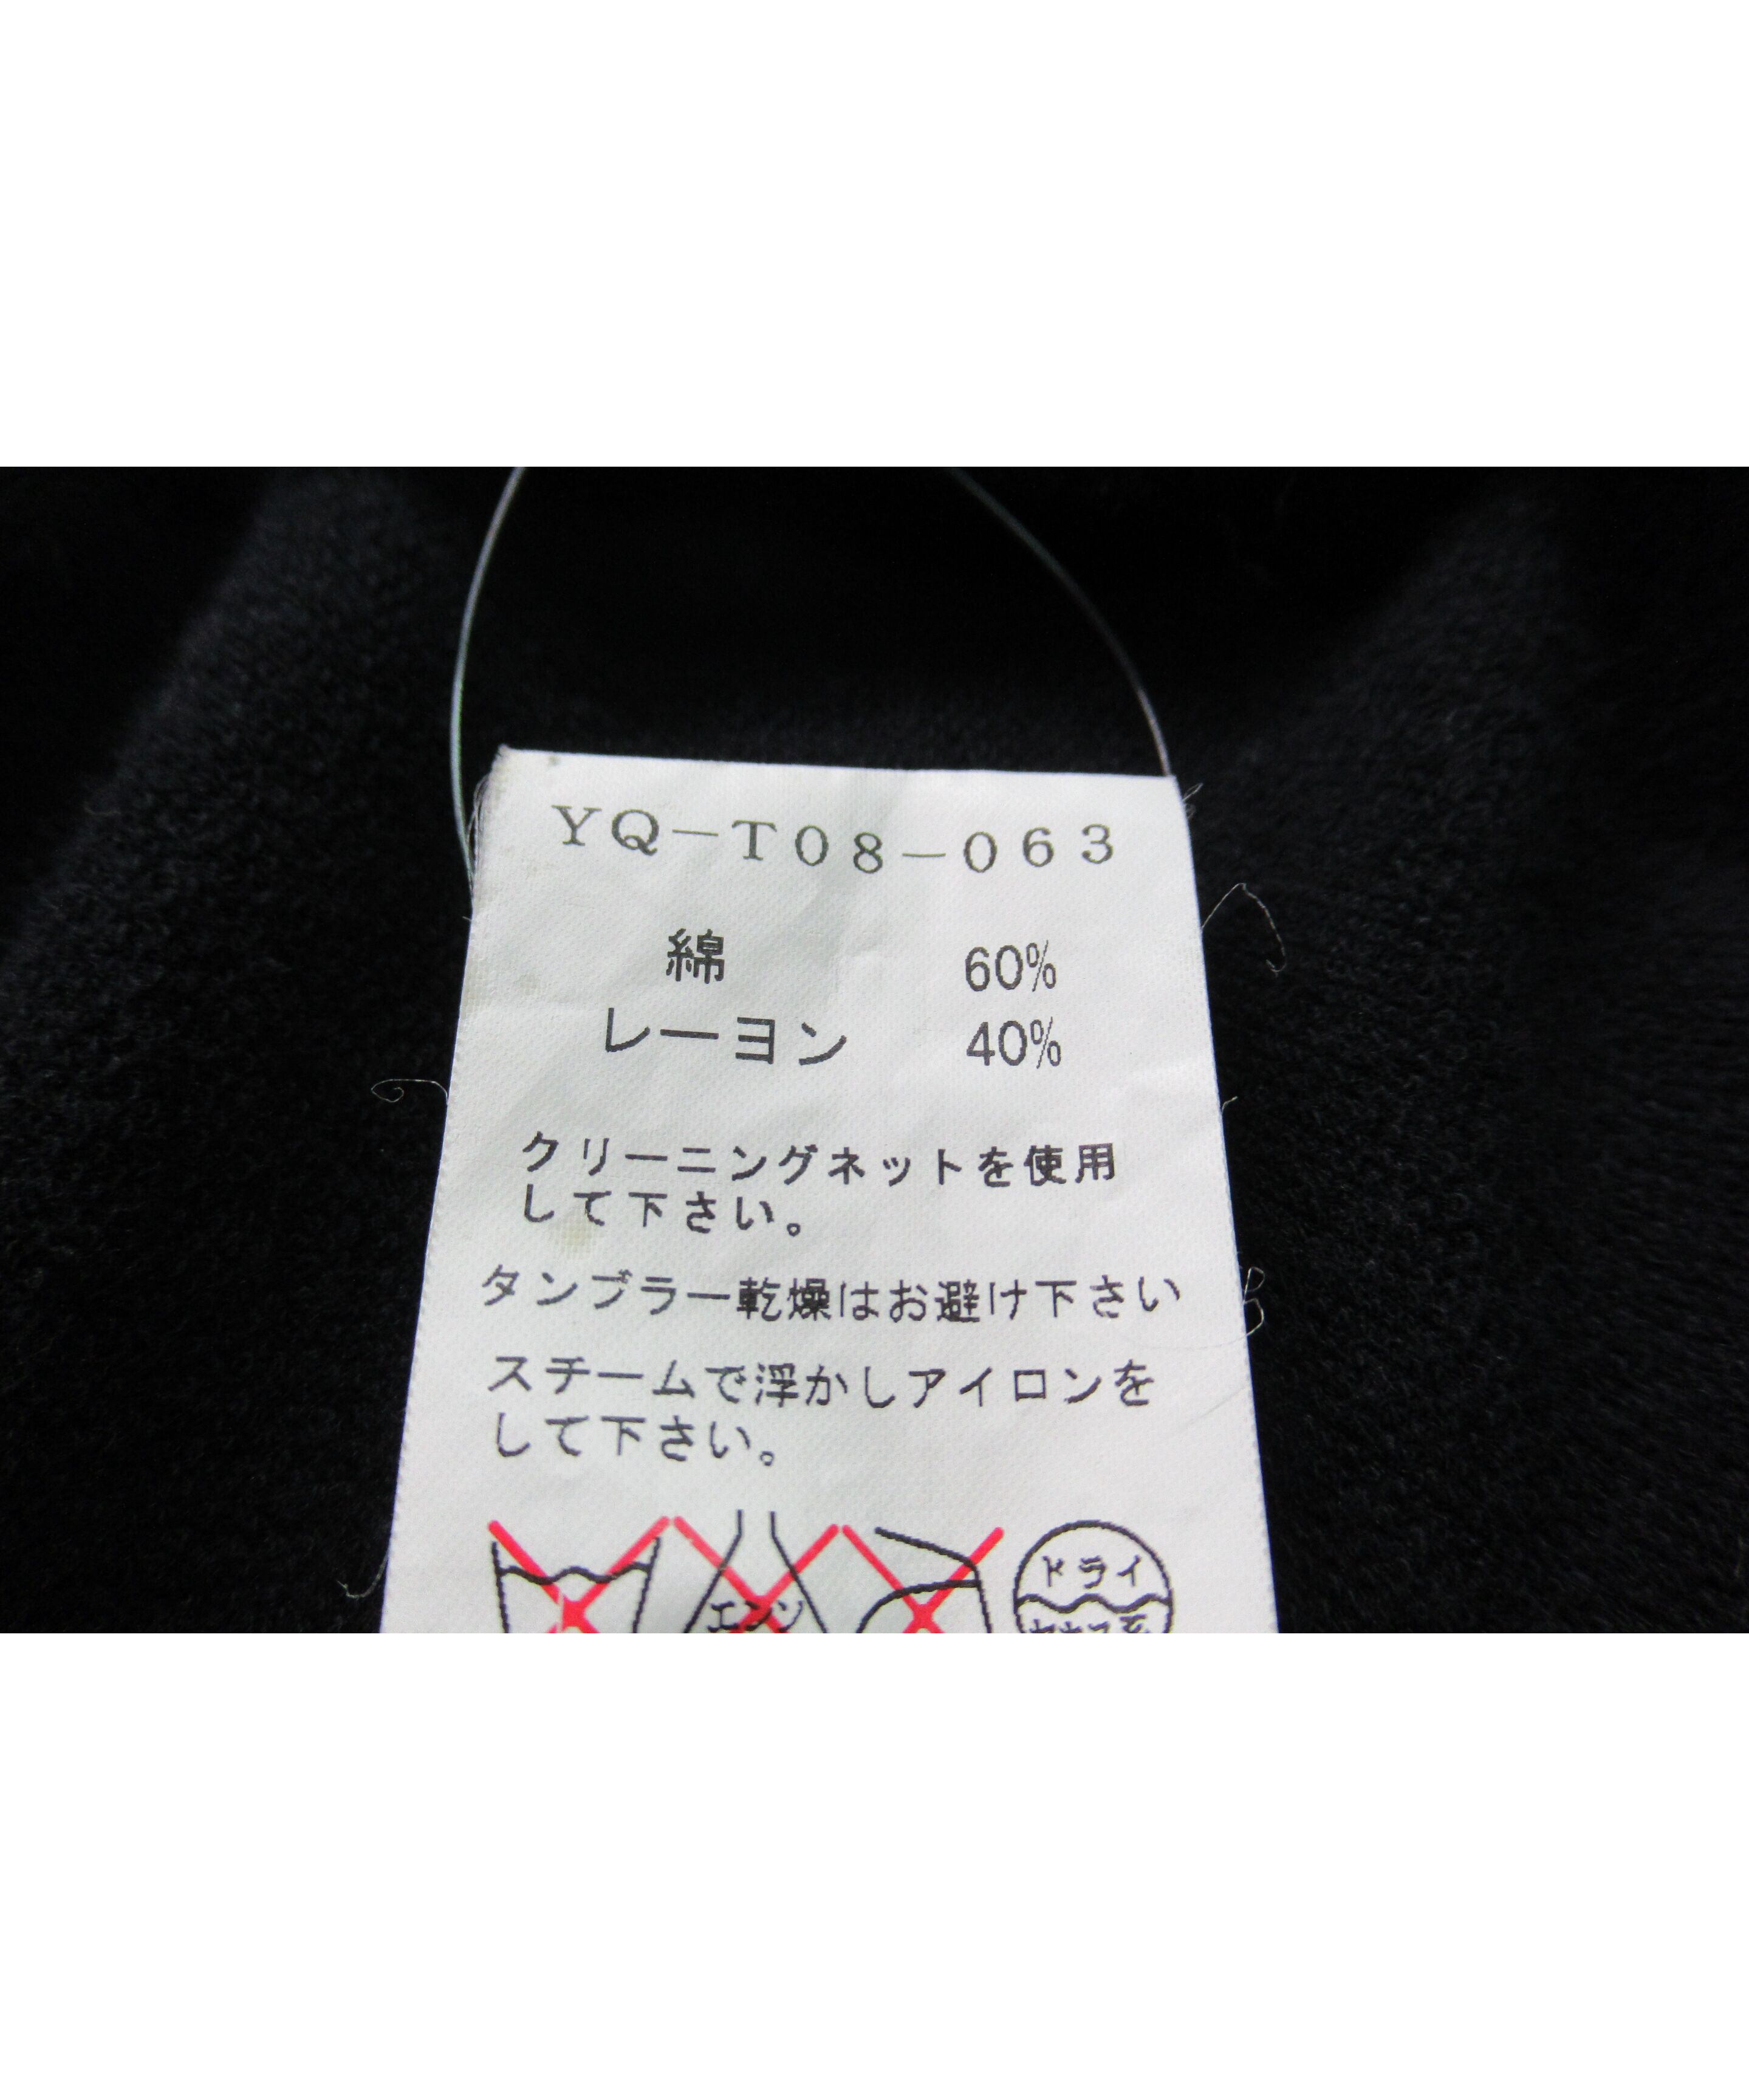 YQ-T08-063
綿 60%
レーヨン 40%
クリーニングネットを使用
して下さい。
タンブラー乾燥はお避け下さい
スチームで浮かしアイロンを
して下さい。
エンソ
ドライ